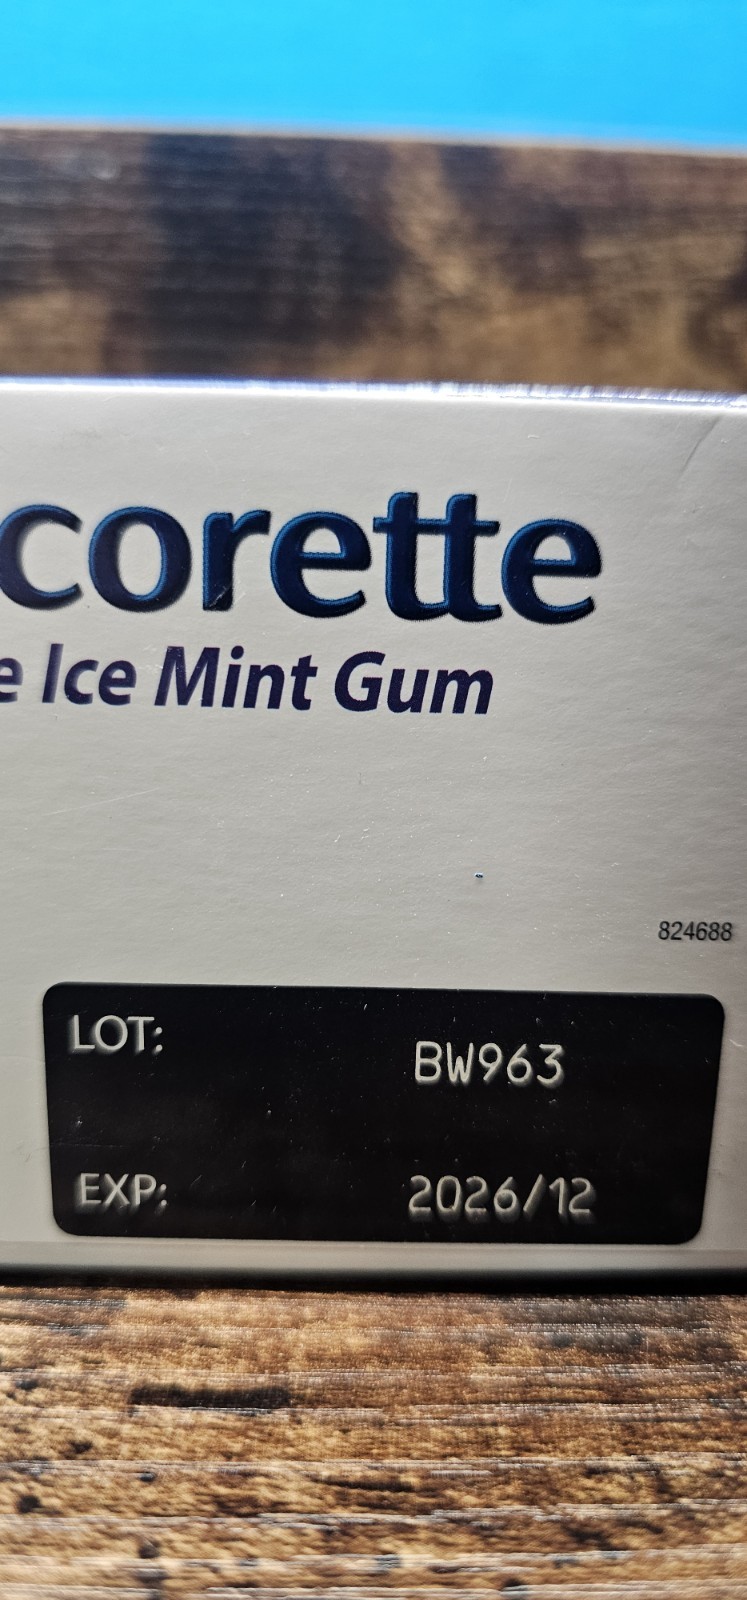 corette
e Ice Mint Gum
824688
LOT: BW963
EXP: 2026/12